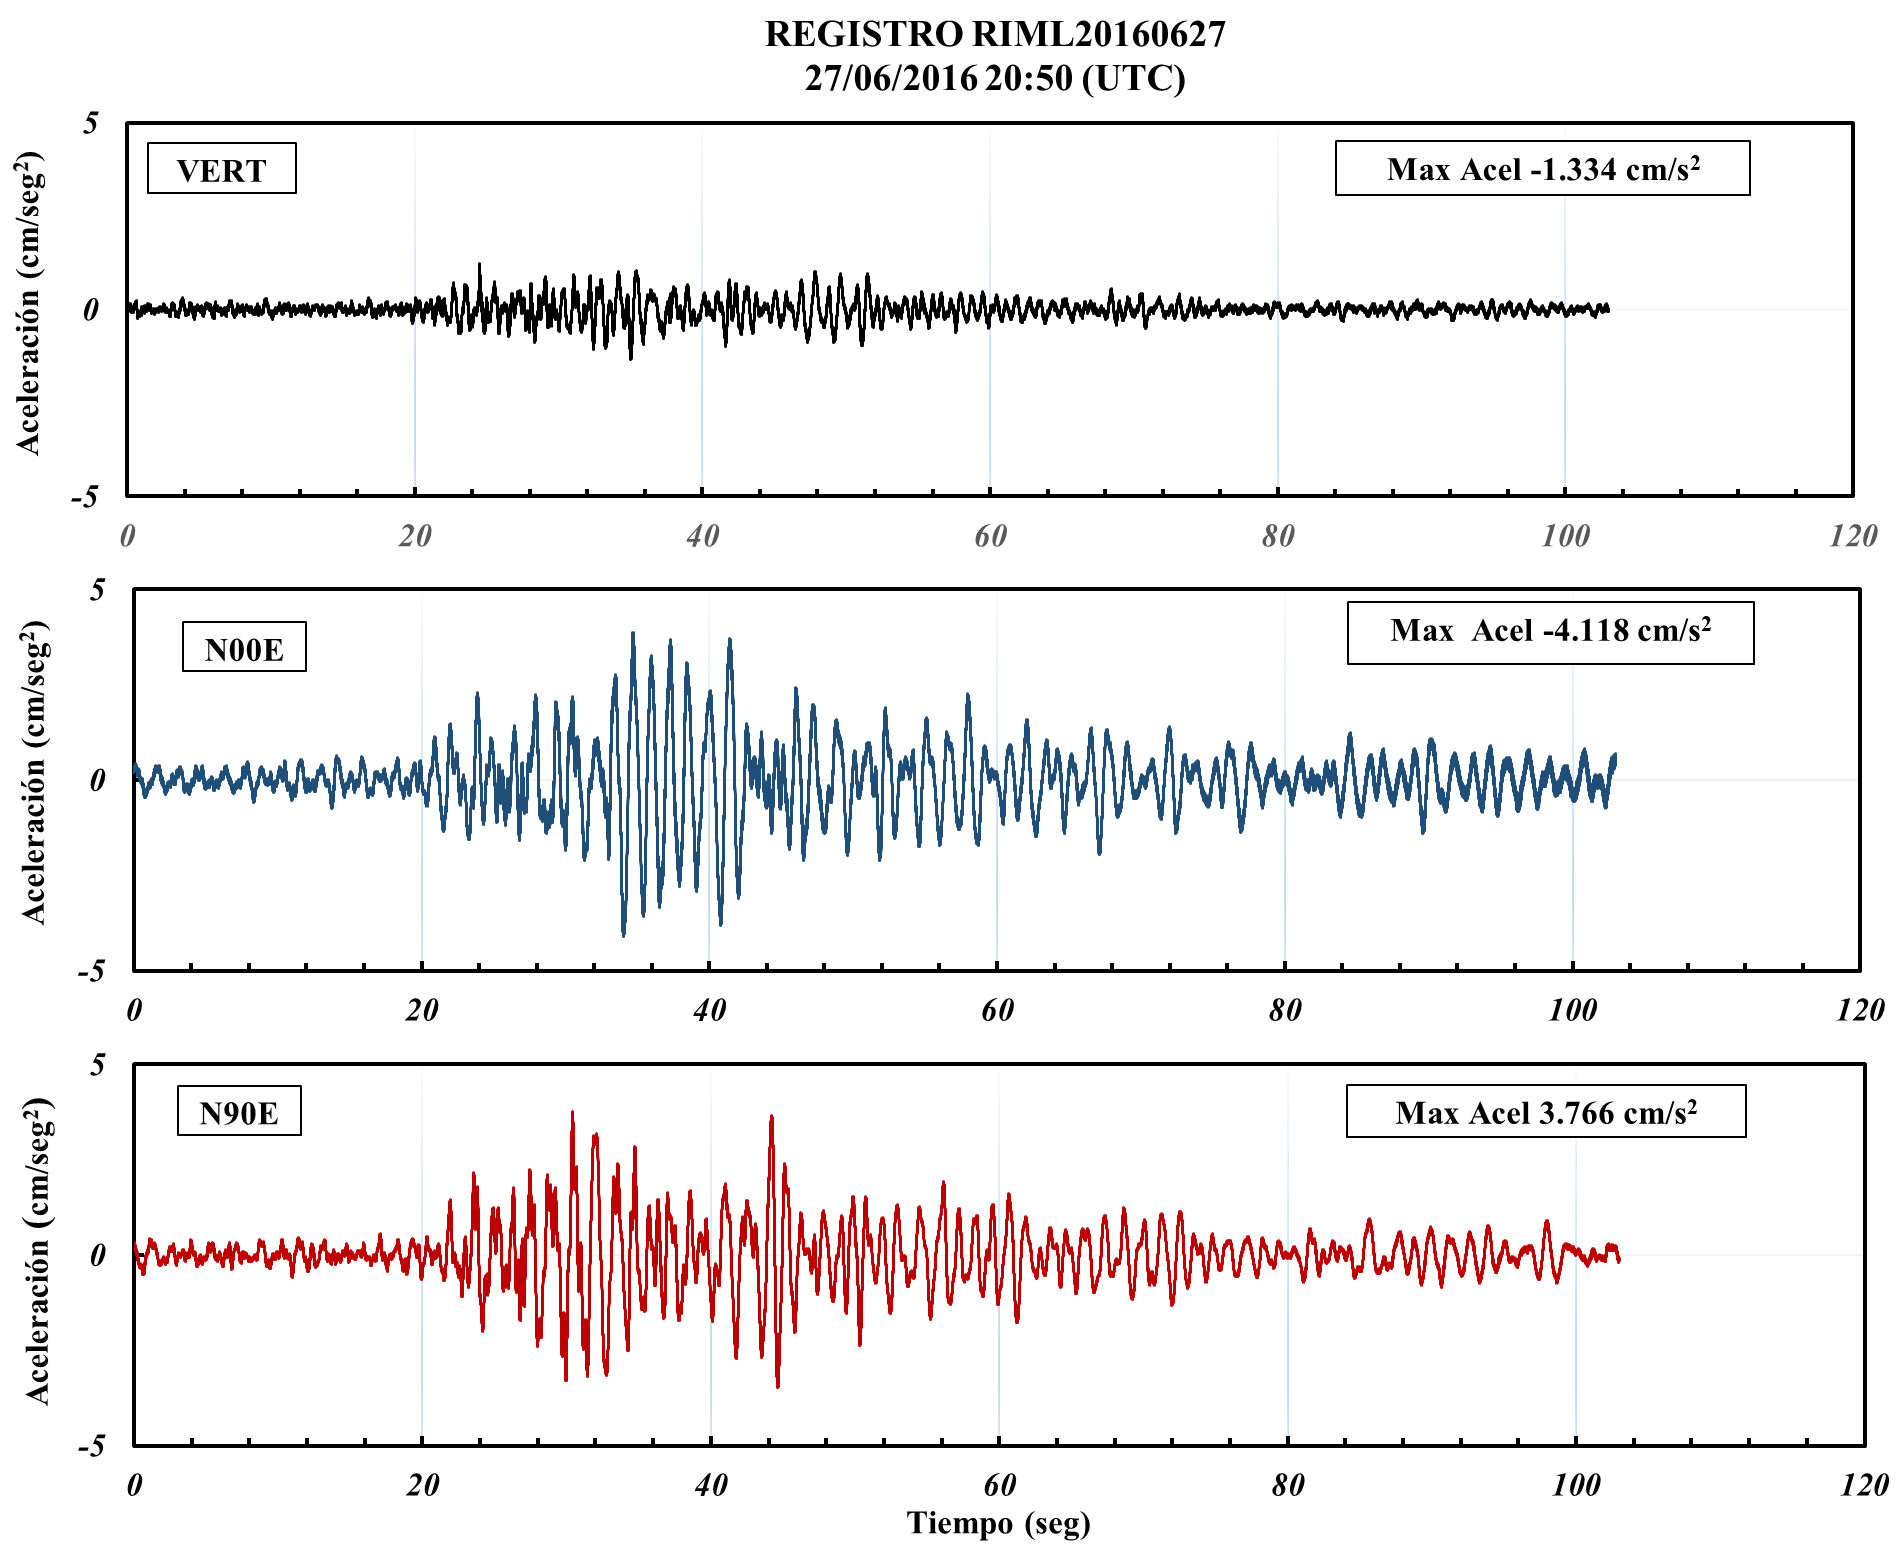 REGISTRO RIML20160627
27/06/2016 20:50 (UTC)
Aceleración (cm/seg²)
5
0
-5
VERT
Max Acel -1.334 cm/s²
0 20 40 60 80 100 120
Aceleración (cm/seg²)
5
0
-5
N00E
Max Acel -4.118 cm/s²
0 20 40 60 80 100 120
Aceleración (cm/seg²)
5
0
-5
N90E
Max Acel 3.766 cm/s²
0 20 40 60 80 100 120
Tiempo (seg)